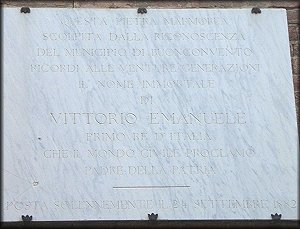 QUESTA PIETRA MARMOREA
SCOLPITA DALLA RICONOSCENZA
DEL MUNICIPIO DI BUONCONVENTO
RICORDI ALLE VENTURE GENERAZIONI
IL NOME IMMORTALE
DI
VITTORIO EMANUELE
PRIMO RE D'ITALIA
CHE IL MONDO CIVILE PROCLAMÒ
PADRE DELLA PATRIA
POSTA SOLENNEMENTE IL 24 SETTEMBRE 1882